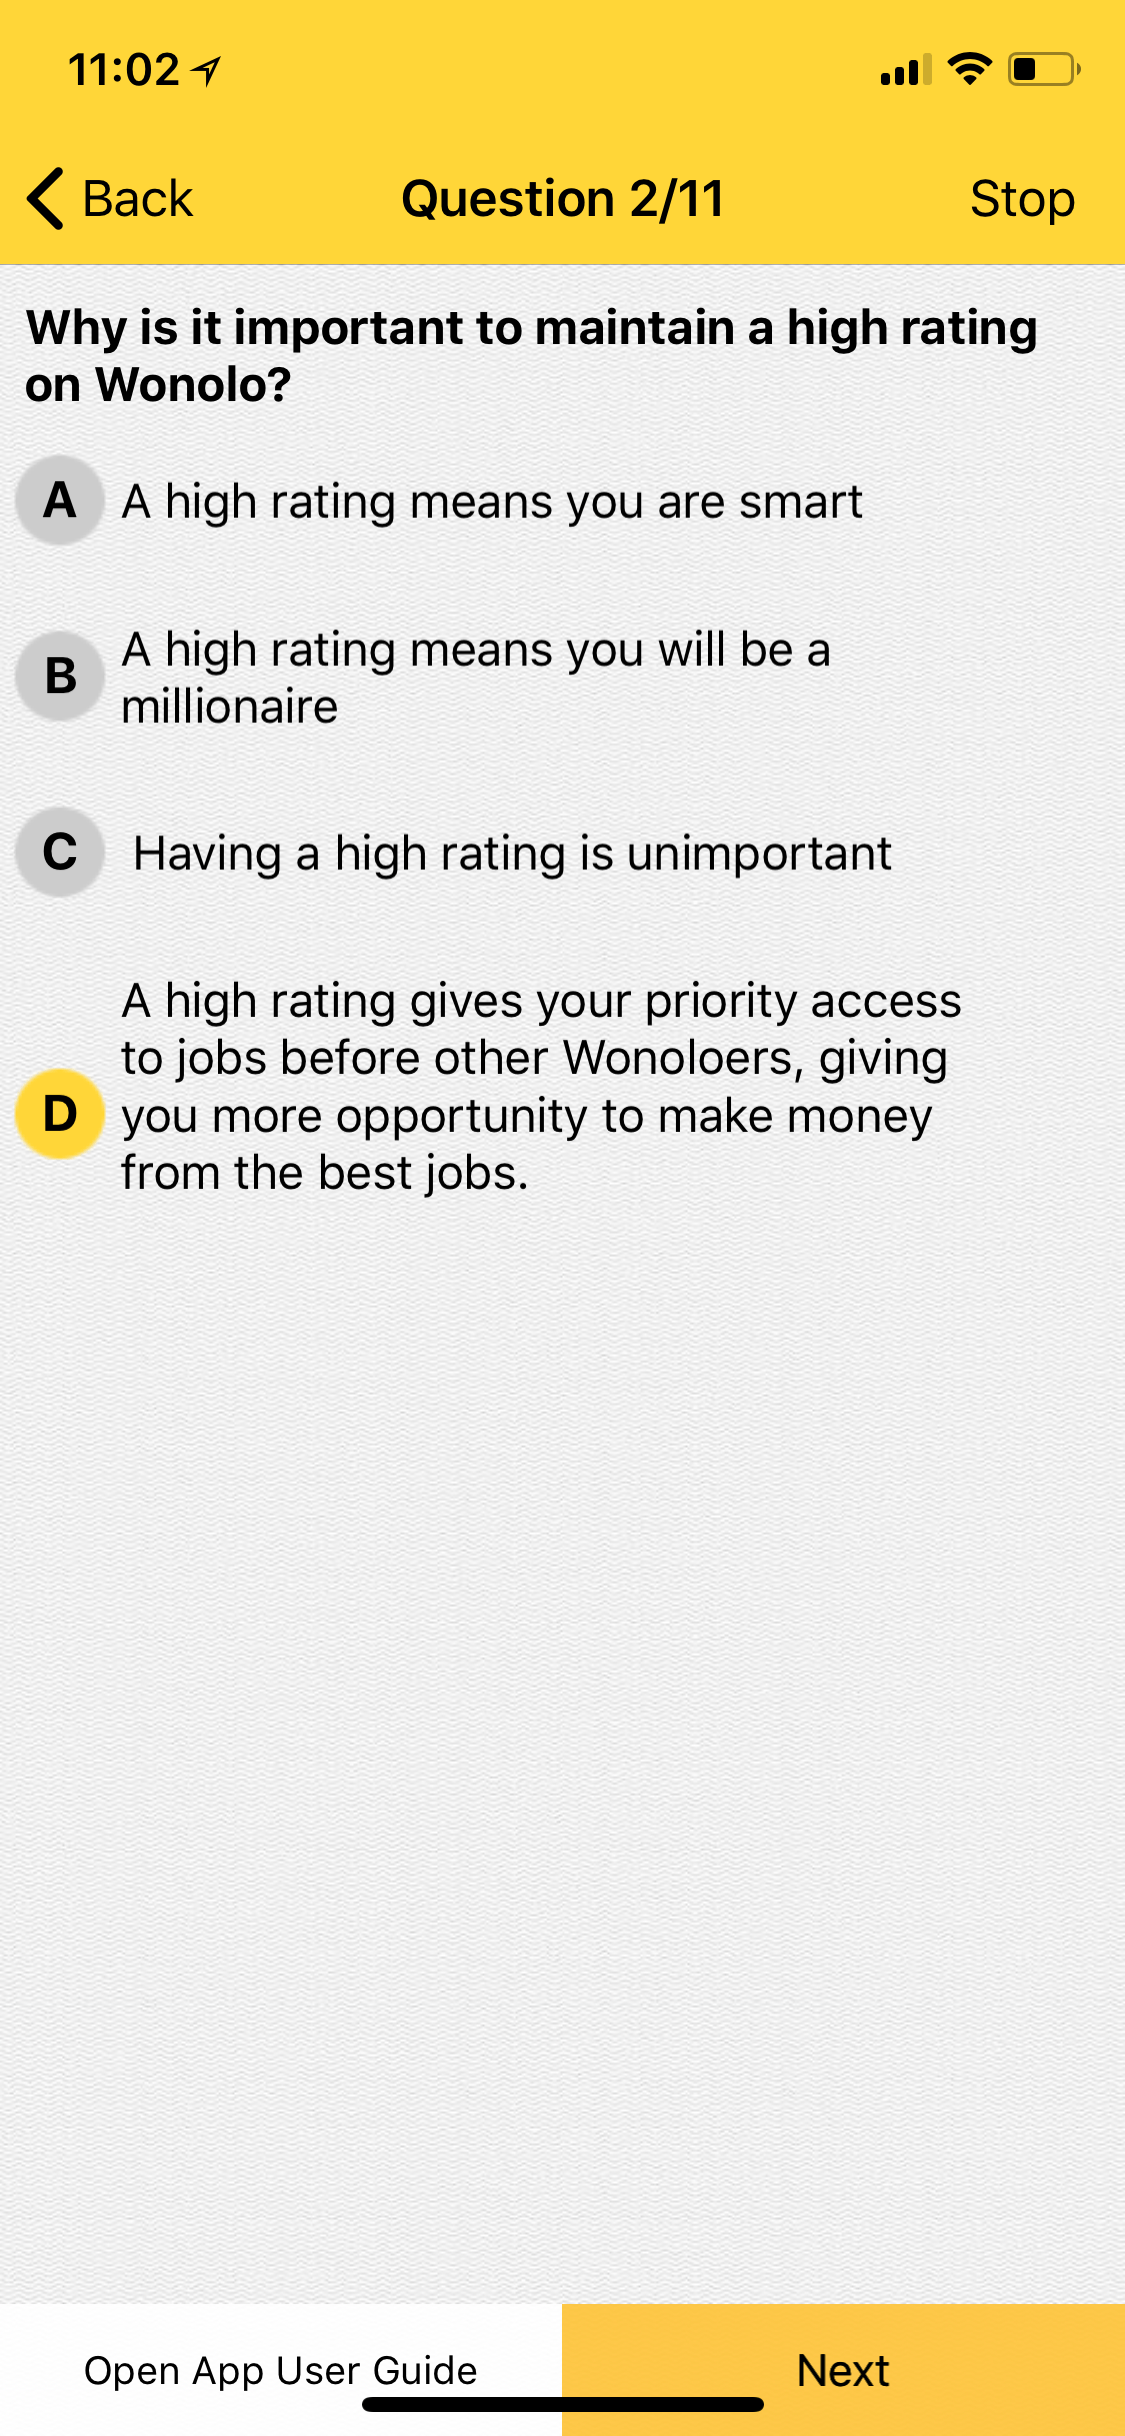 11:02
Back
Question 2/11
Stop
Why is it important to maintain a high rating
on Wonolo?
A
A high rating means you are smart
B
A high rating means you will be a
millionaire
C
Having a high rating is unimportant
D
A high rating gives your priority access
to jobs before other Wonoloers, giving
you more opportunity to make money
from the best jobs.
Open App User Guide
Next